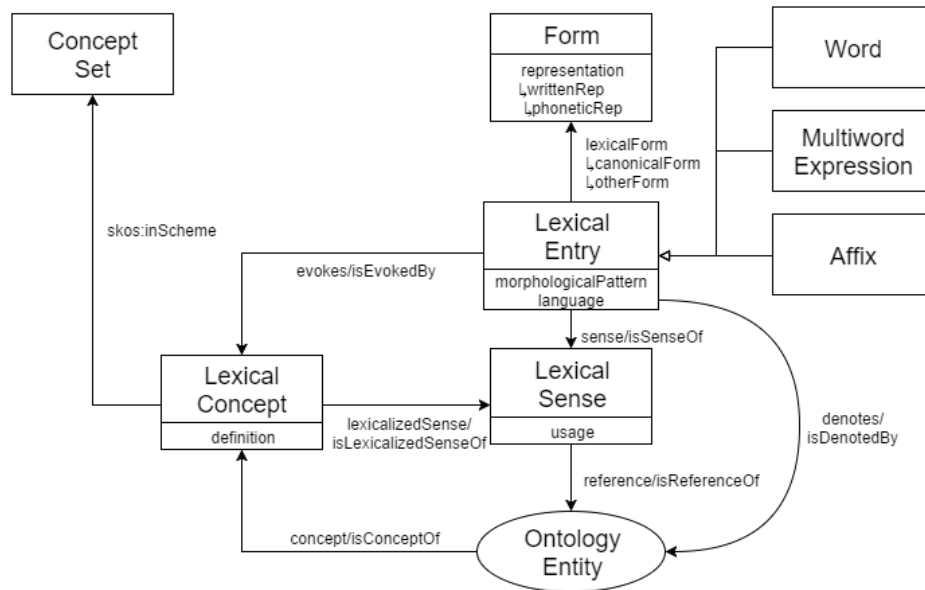 Concept
Set
Form
representation
↳writtenRep
↳phoneticRep
Word
Multiword
Expression
Affix
lexicalForm
↳canonicalForm
↳otherForm
Lexical
Entry
morphologicalPattern
language
skos:inScheme
evokes/isEvokedBy
sense/isSenseOf
Lexical
Concept
definition
lexicalizedSense/
isLexicalizedSenseOf
Lexical
Sense
usage
denotes/
isDenotedBy
reference/isReferenceOf
concept/isConceptOf
Ontology
Entity